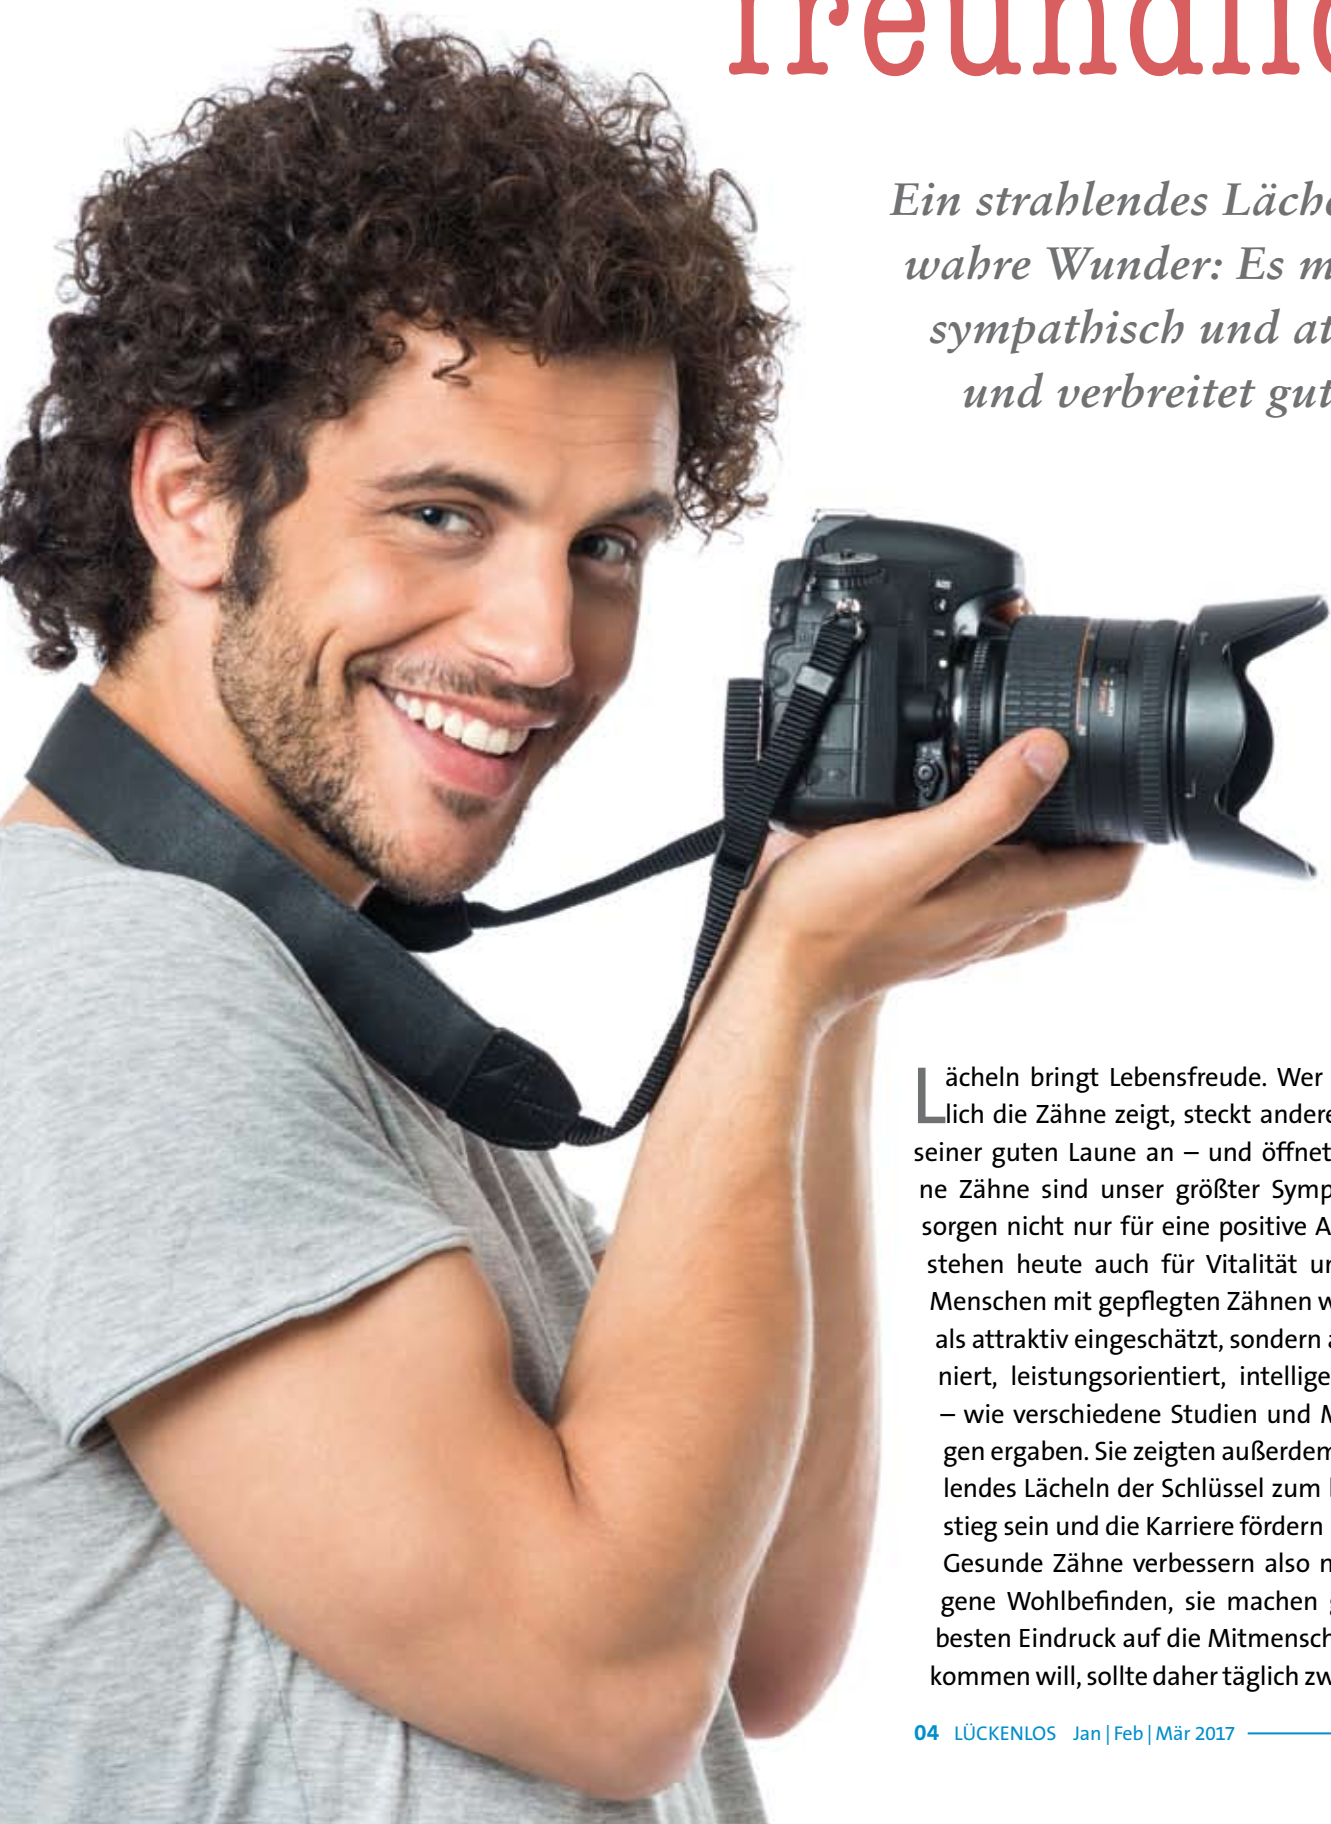 freundlic
Ein strahlendes Läche
wahre Wunder: Es m
sympathisch und at
und verbreitet gut
Lächeln bringt Lebensfreude. Wer
lich die Zähne zeigt, steckt andere
seiner guten Laune an – und öffnet
ne Zähne sind unser größter Symp
sorgen nicht nur für eine positive A
stehen heute auch für Vitalität un
Menschen mit gepflegten Zähnen w
als attraktiv eingeschätzt, sondern a
niert, leistungsorientiert, intellige
– wie verschiedene Studien und M
gen ergaben. Sie zeigten außerdem
lendes Lächeln der Schlüssel zum
stieg sein und die Karriere fördern
Gesunde Zähne verbessern also n
gene Wohlbefinden, sie machen g
besten Eindruck auf die Mitmensch
kommen will, sollte daher täglich zw
04 LÜCKENLOS Jan | Feb | Mär 2017